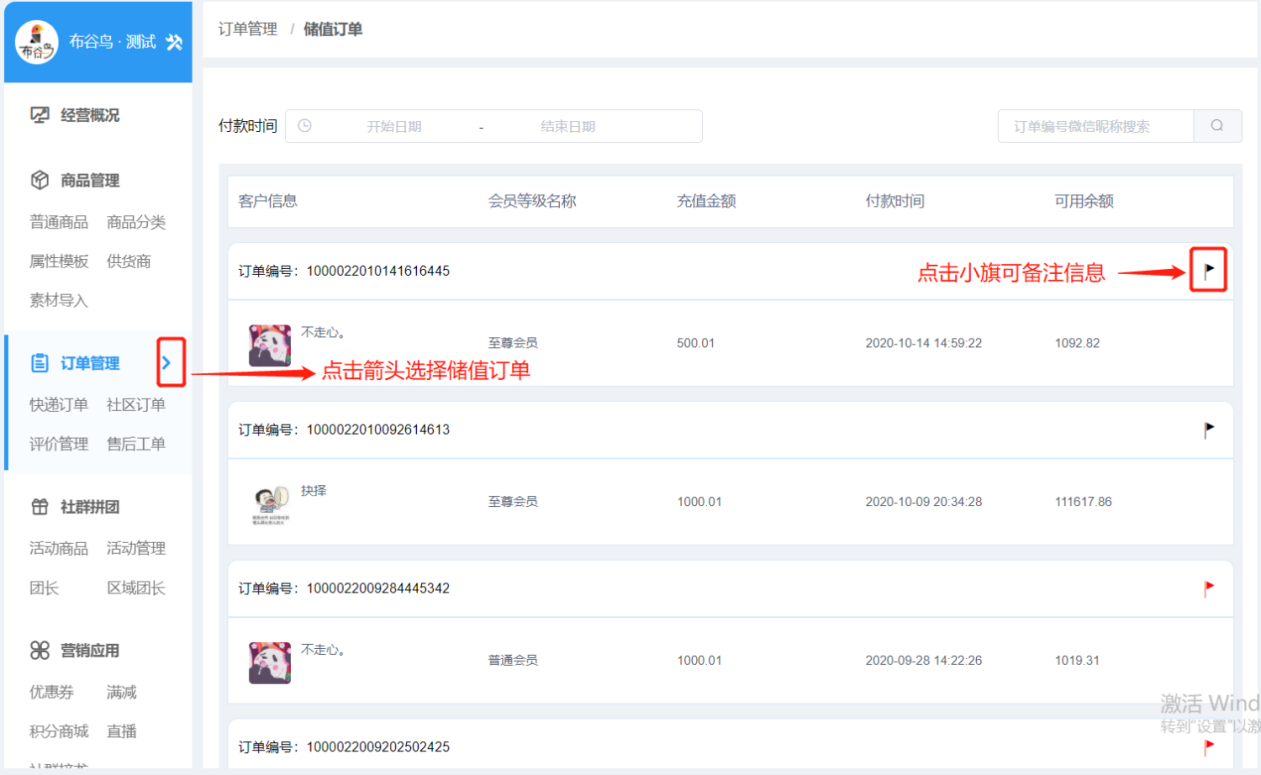 布谷鸟
布谷鸟 · 测试
订单管理 / 储值订单
经营概况
商品管理
普通商品 商品分类
属性模板 供货商
素材导入
订单管理
快递订单 社区订单
评价管理 售后工单
社群拼团
活动商品 活动管理
团长 区域团长
营销应用
优惠券 满减
积分商城 直播
社群接龙
付款时间 开始日期 - 结束日期
订单编号微信昵称搜索
客户信息 会员等级名称 充值金额 付款时间 可用余额
订单编号：1000022010141616445
点击小旗可备注信息
不走心。 至尊会员 500.01 2020-10-14 14:59:22 1092.82
点击箭头选择储值订单
订单编号：1000022010092614613
抉择 至尊会员 1000.01 2020-10-09 20:34:28 111617.86
订单编号：1000022009284445342
不走心。 普通会员 1000.01 2020-09-28 14:22:26 1019.31
订单编号：1000022009202502425
激活 Wind
转到"设置"以激